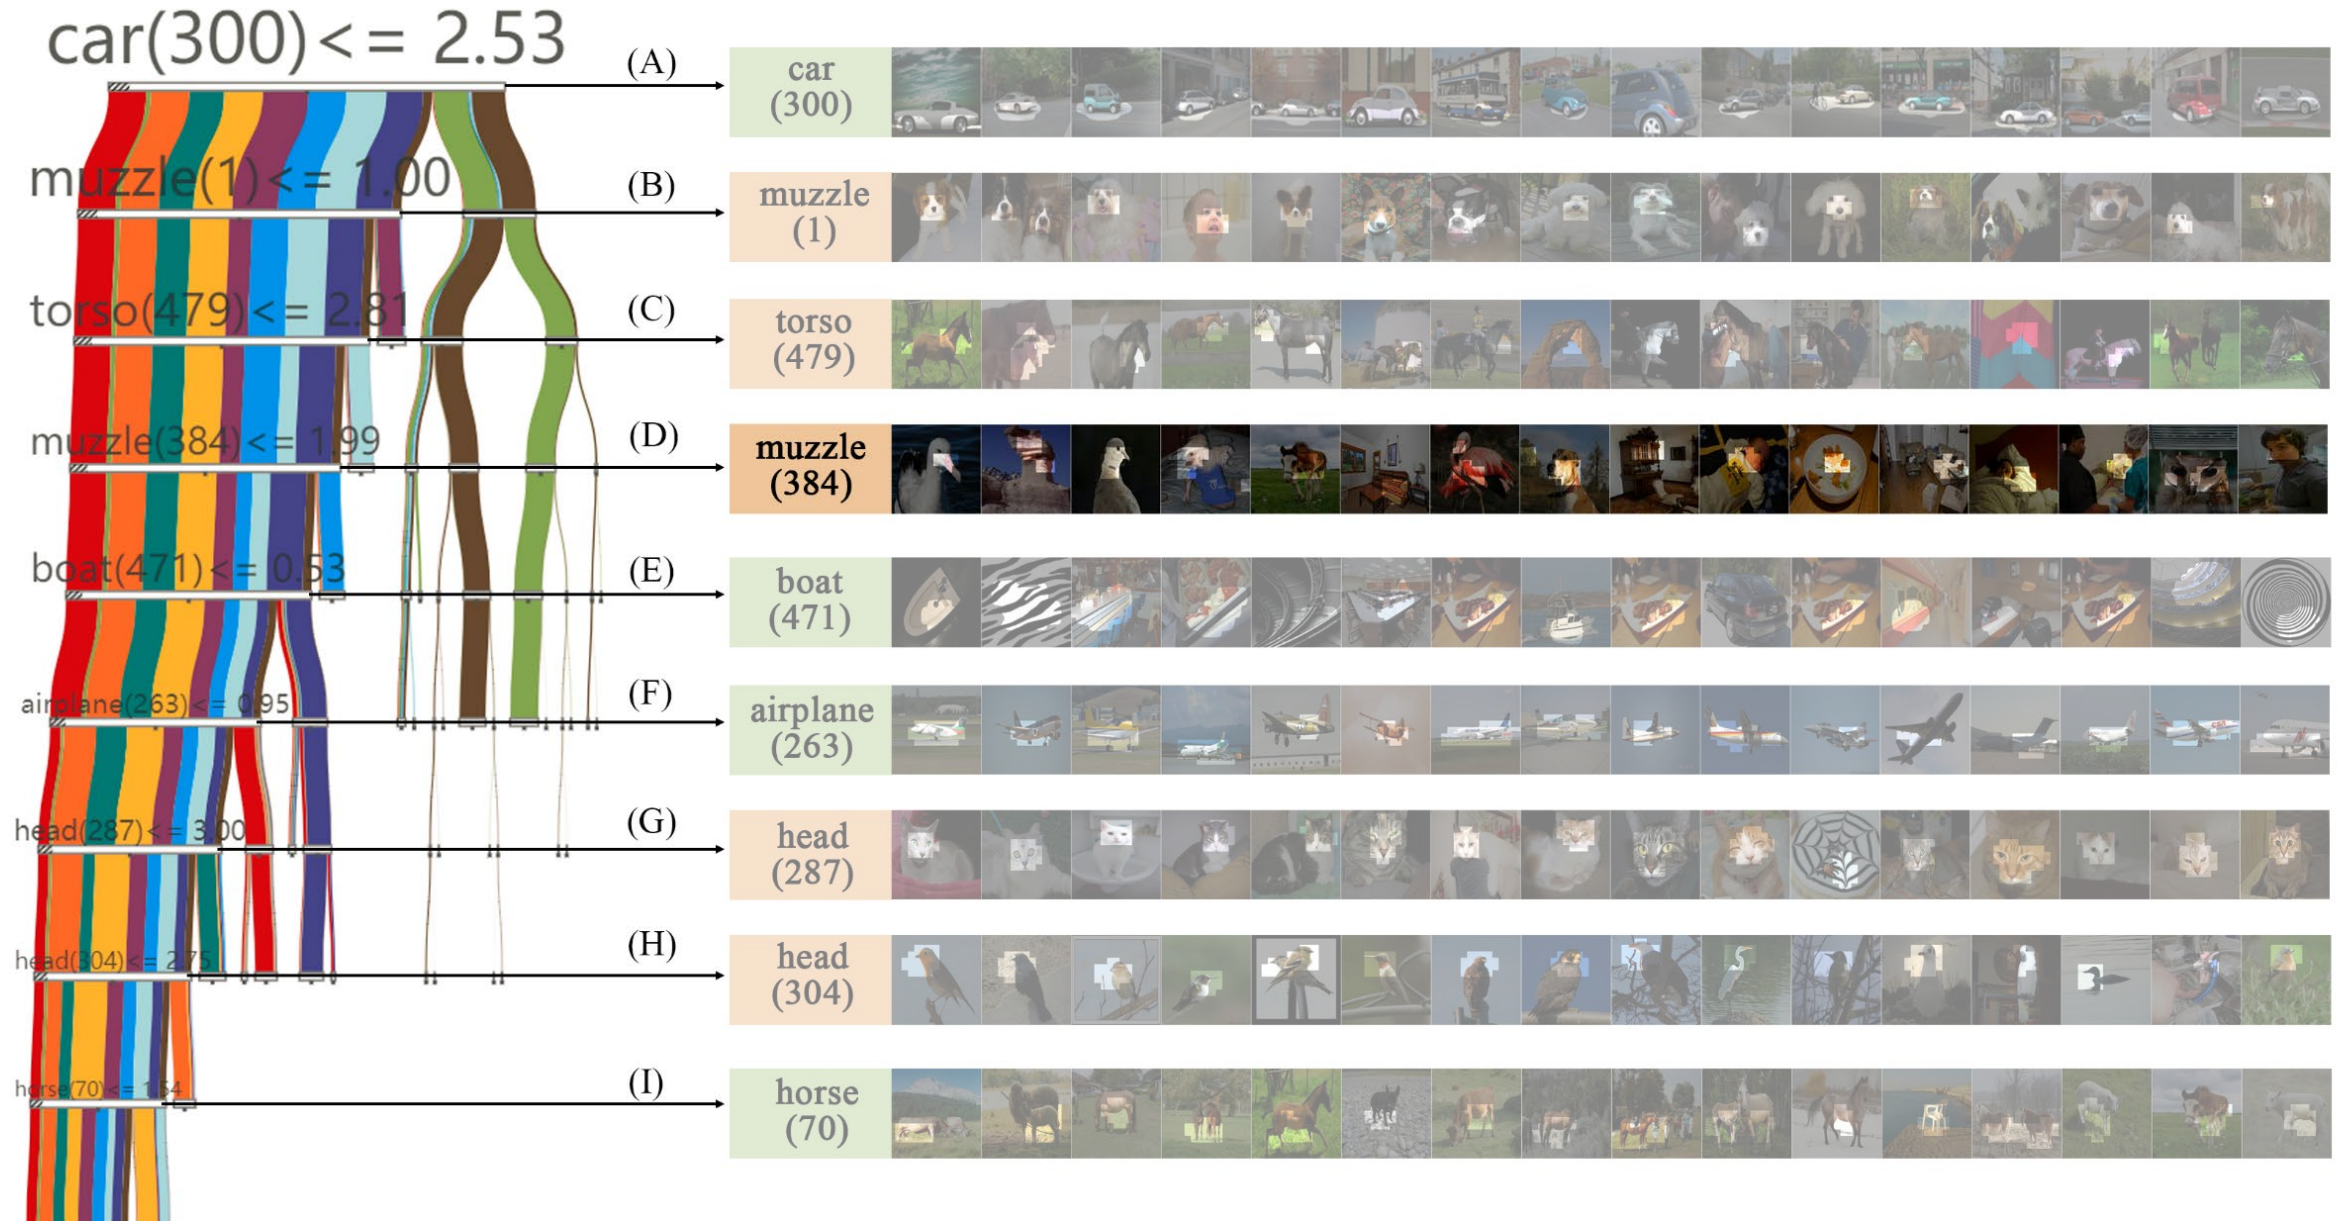 car(300)<= 2.53
(A)
car
(300)
muzzle(1)<= 1.00
(B)
muzzle
(1)
torso(479)<= 2.81
(C)
torso
(479)
muzzle(384)<= 1.99
(D)
muzzle
(384)
boat(471)<= 0.53
(E)
boat
(471)
airplane(263)<= 0.95
(F)
airplane
(263)
head(287)<= 3.00
(G)
head
(287)
head(304)<= 2.75
(H)
head
(304)
horse(70)<= 1.54
(I)
horse
(70)